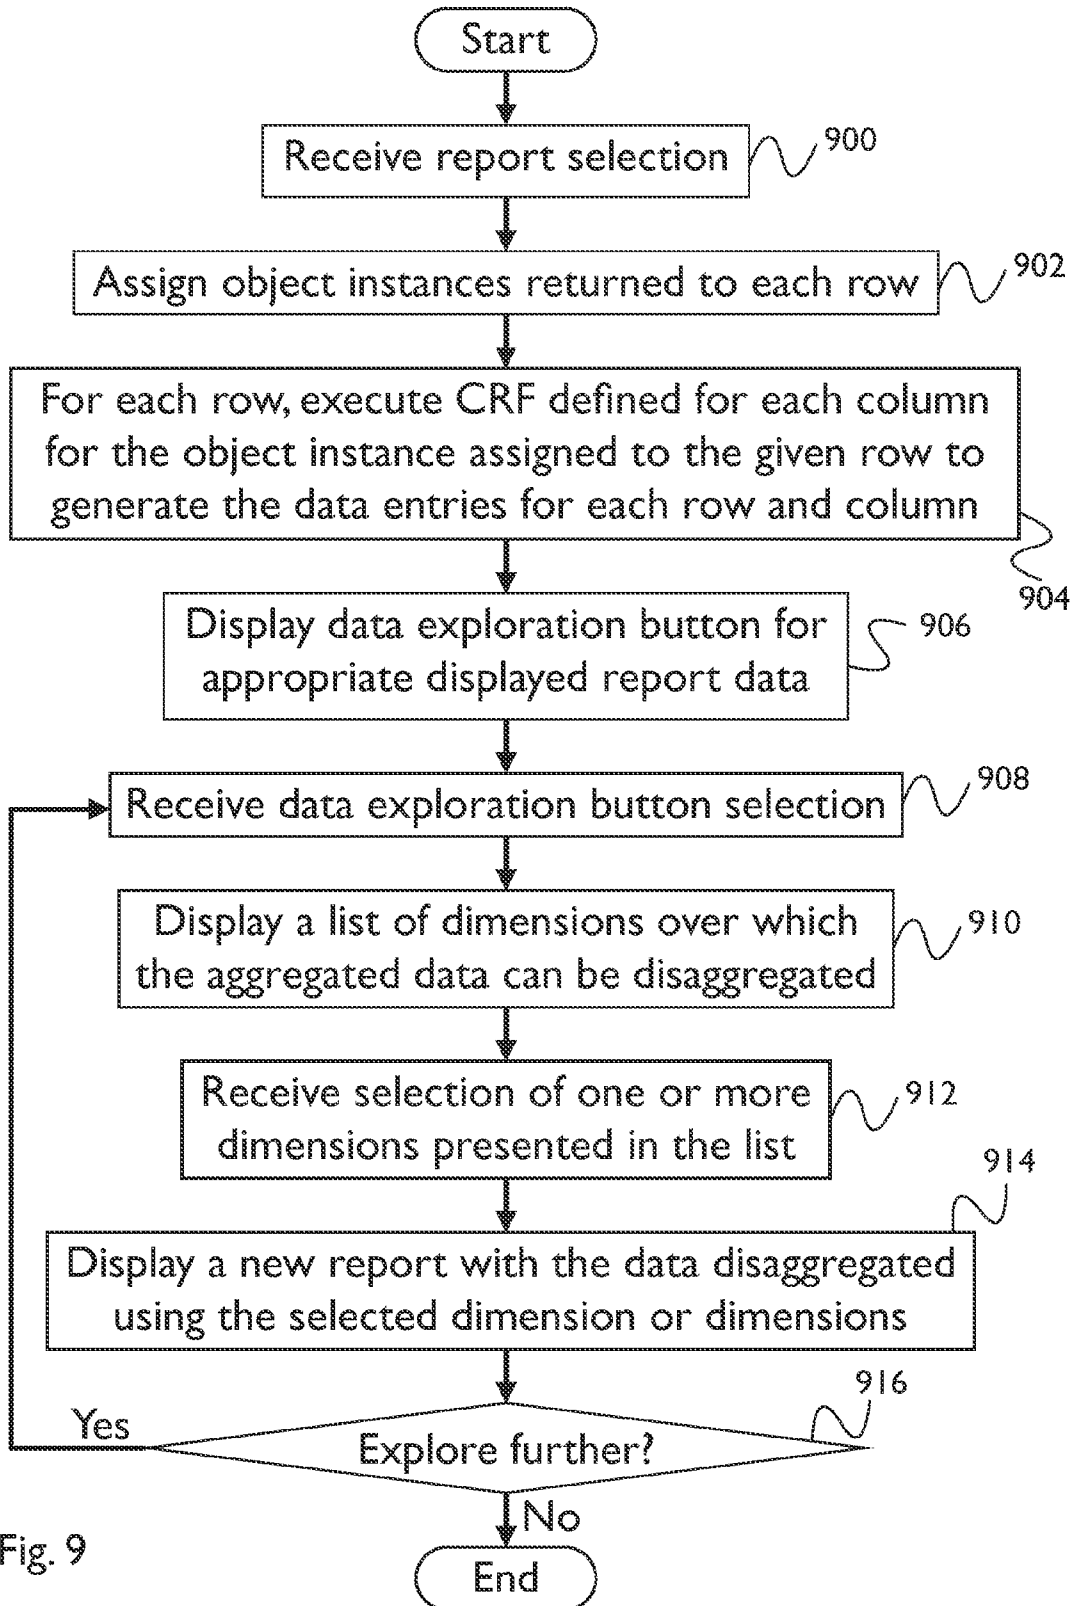 Start
Receive report selection
900
Assign object instances returned to each row
902
For each row, execute CRF defined for each column
for the object instance assigned to the given row to
generate the data entries for each row and column
904
Display data exploration button for
appropriate displayed report data
906
Receive data exploration button selection
908
Display a list of dimensions over which
the aggregated data can be disaggregated
910
Receive selection of one or more
dimensions presented in the list
912
914
Display a new report with the data disaggregated
using the selected dimension or dimensions
916
Yes
Explore further?
No
Fig. 9
End